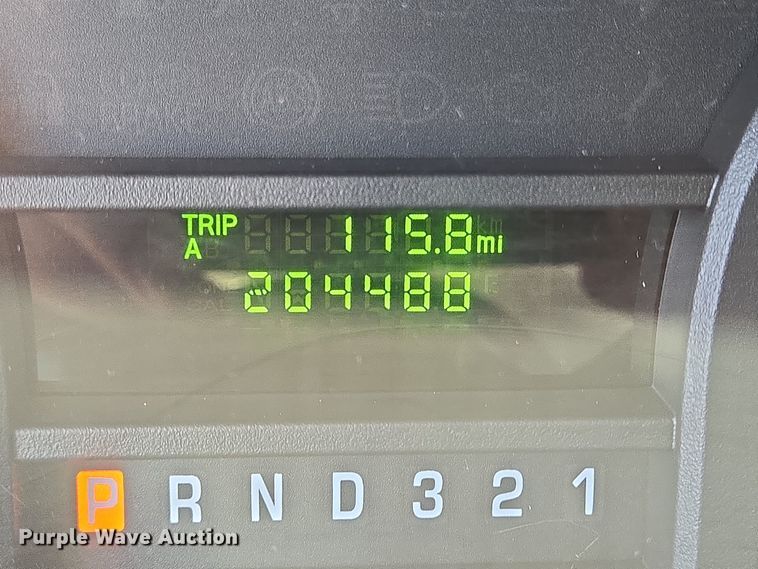 TRIP 115.8 mi
A
204488
P R N D 3 2 1
Purple Wave Auction